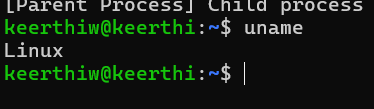 [Parent Process] Child process
keerthiw@keerthi:~$ uname
Linux
keerthiw@keerthi:~$